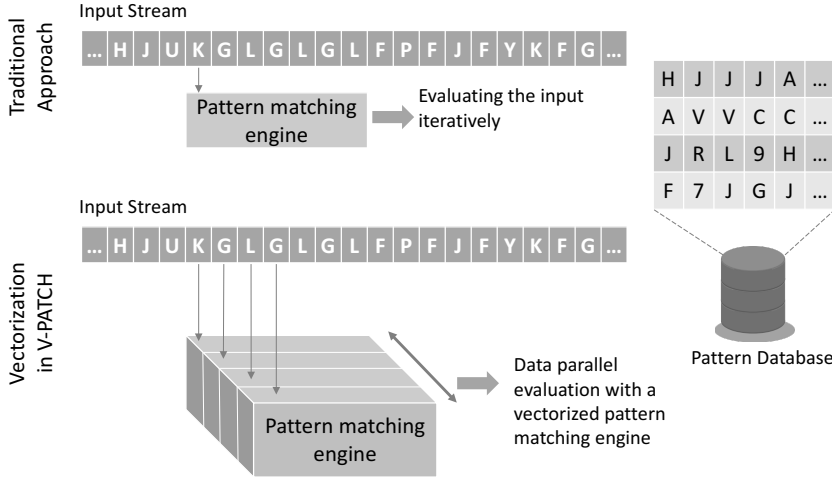 Traditional
Approach
Input Stream
... H J U K G L G L G L F P F J F Y K F G ...
Pattern matching
engine
Evaluating the input
iteratively
H J J J A ...
A V V C C ...
J R L 9 H ...
F 7 J G J ...
Pattern Database
Vectorization
in V-PATCH
Input Stream
... H J U K G L G L G L F P F J F Y K F G ...
Pattern matching
engine
Data parallel
evaluation with a
vectorized pattern
matching engine